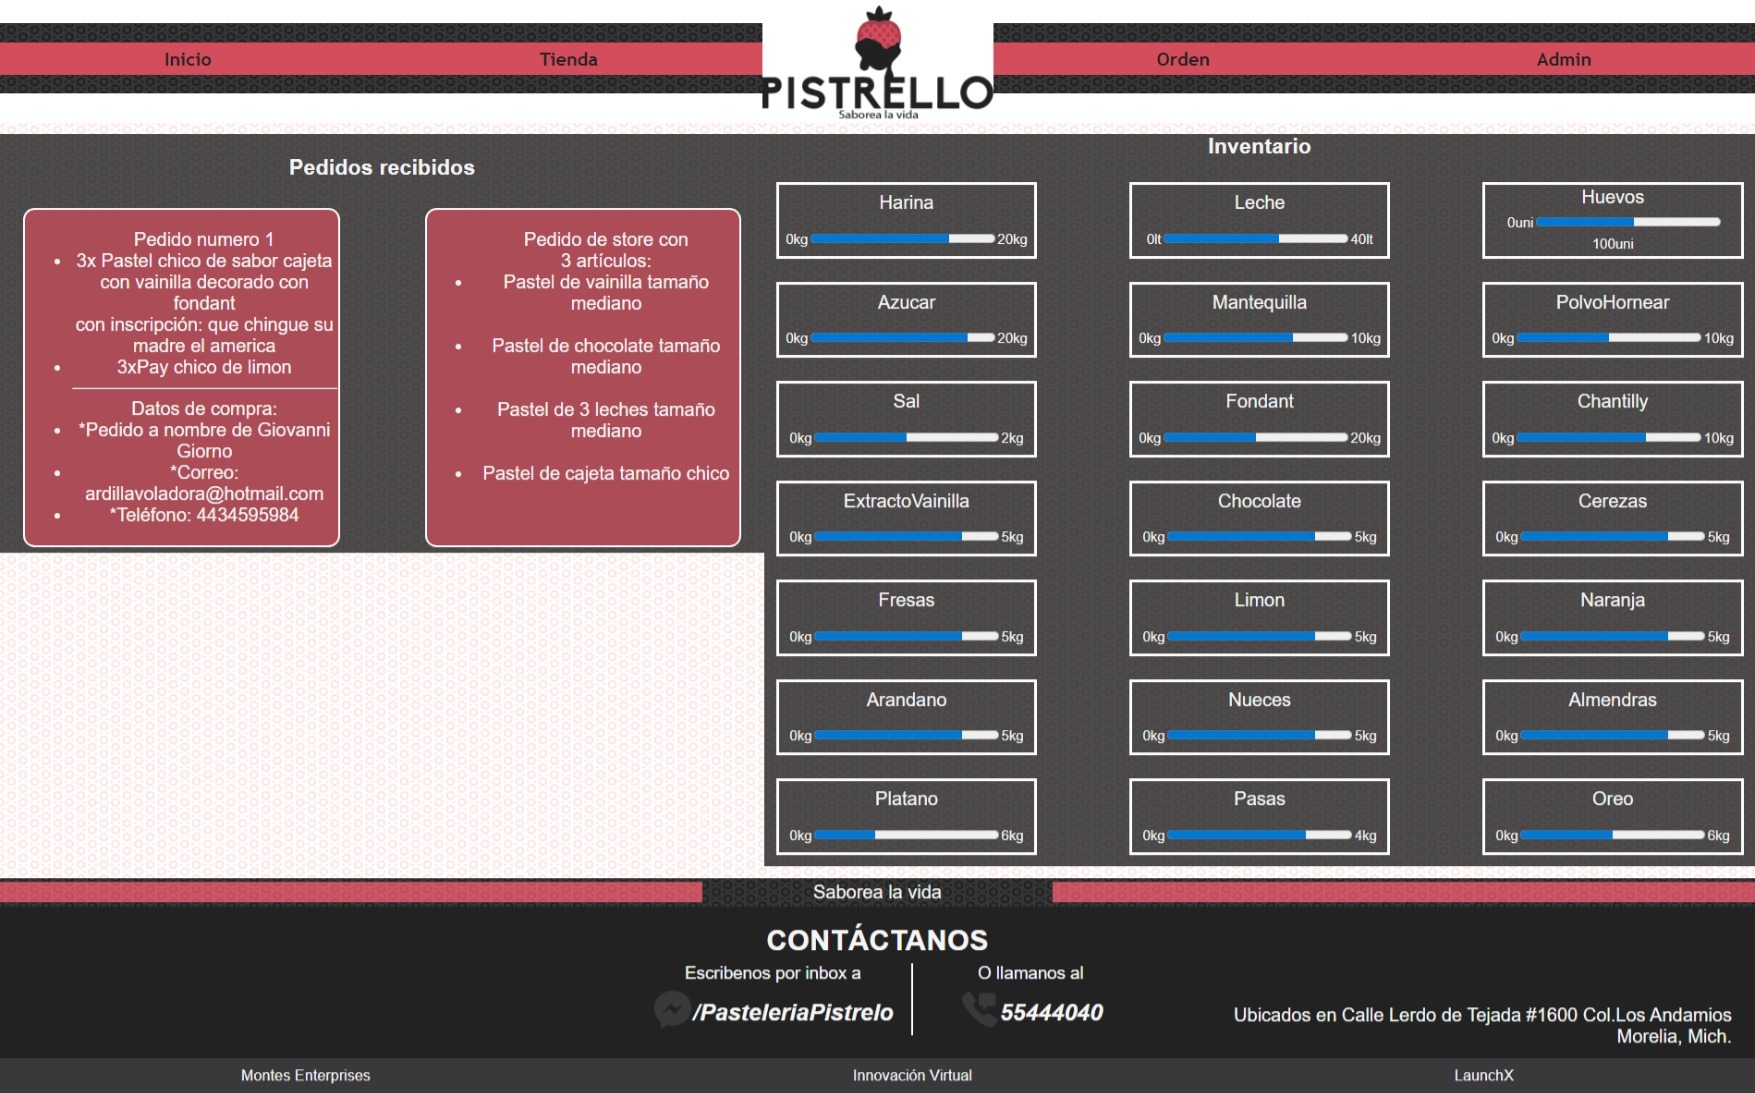 Inicio
Tienda
PISTRELLO
Saborea la vida
Orden
Admin
Pedidos recibidos
Pedido numero 1
• 3x Pastel chico de sabor cajeta
con vainilla decorado con
fondant
con inscripción: que chingue su
madre el america
• 3xPay chico de limon
Datos de compra:
• *Pedido a nombre de Giovanni
Giorno
• *Correo:
ardillavoladora@hotmail.com
• *Teléfono: 4434595984
Pedido de store con
3 artículos:
• Pastel de vainilla tamaño
mediano
• Pastel de chocolate tamaño
mediano
• Pastel de 3 leches tamaño
mediano
• Pastel de cajeta tamaño chico
Inventario
Harina
0kg 20kg
Leche
0lt 40lt
Huevos
0uni
100uni
Azucar
0kg 20kg
Mantequilla
0kg 10kg
PolvoHornear
0kg 10kg
Sal
0kg 2kg
Fondant
0kg 20kg
Chantilly
0kg 10kg
ExtractoVainilla
0kg 5kg
Chocolate
0kg 5kg
Cerezas
0kg 5kg
Fresas
0kg 5kg
Limon
0kg 5kg
Naranja
0kg 5kg
Arandano
0kg 5kg
Nueces
0kg 5kg
Almendras
0kg 5kg
Platano
0kg 6kg
Pasas
0kg 4kg
Oreo
0kg 6kg
Saborea la vida
CONTÁCTANOS
Escribenos por inbox a
/PasteleriaPistrelo
O llamanos al
55444040
Ubicados en Calle Lerdo de Tejada #1600 Col.Los Andamios
Morelia, Mich.
Montes Enterprises
Innovación Virtual
LaunchX